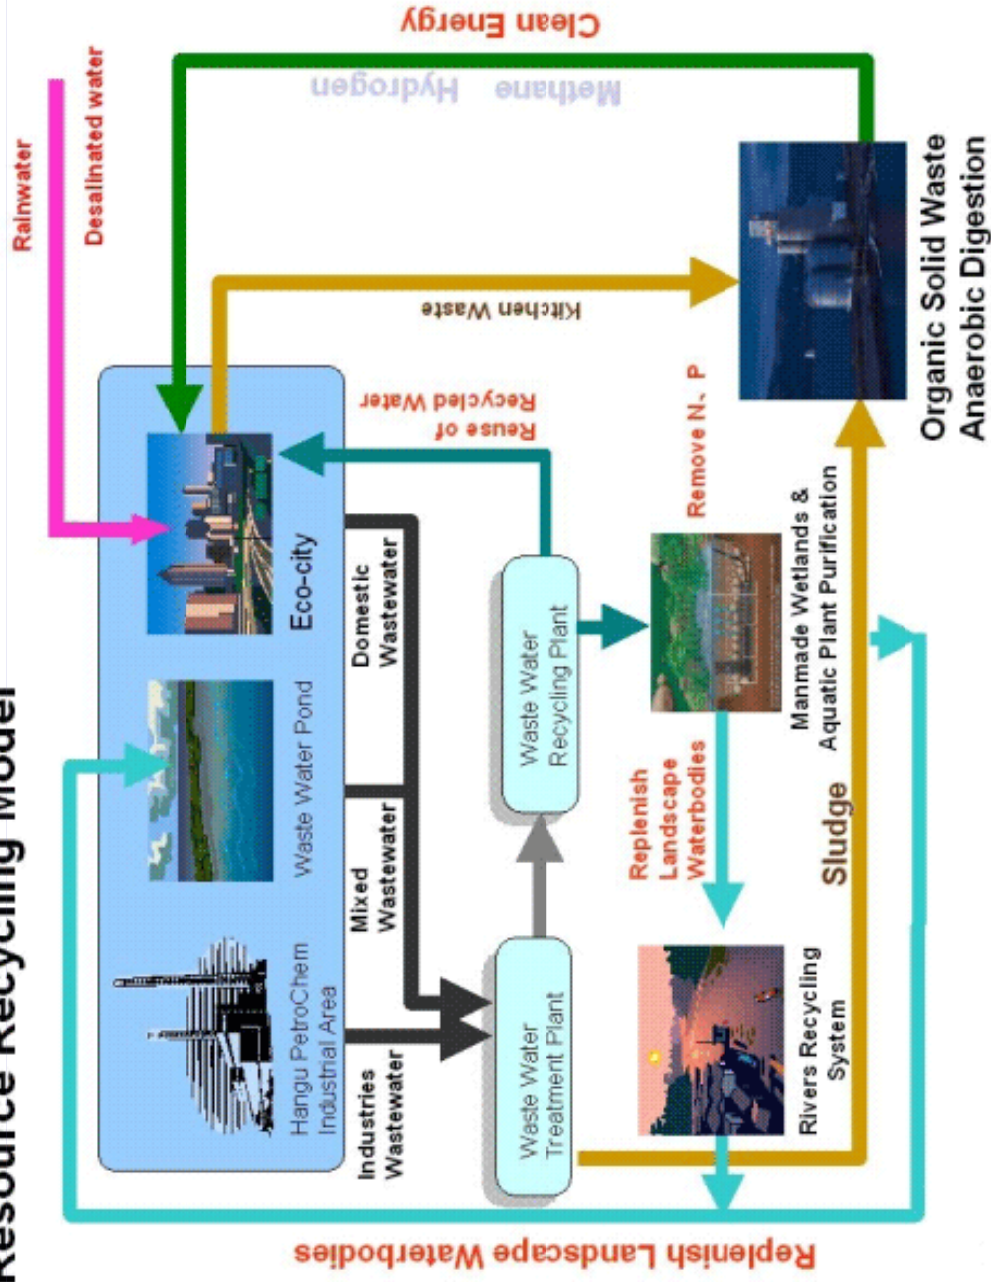 Resource Recycling Model
Rainwater
Desalinated water
Clean Energy
Methane Hydrogen
Hangu PetroChem
Industrial Area
Waste Water Pond
Eco-city
Kitchen Waste
Industries
Wastewater
Mixed
Wastewater
Domestic
Wastewater
Reuse of
Recycled Water
Waste Water
Treatment Plant
Waste Water
Recycling Plant
Remove N、P
Replenish
Landscape
Waterbodies
Rivers Recycling
System
Manmade Wetlands &
Aquatic Plant Purification
Sludge
Organic Solid Waste
Anaerobic Digestion
Replenish Landscape Waterbodies